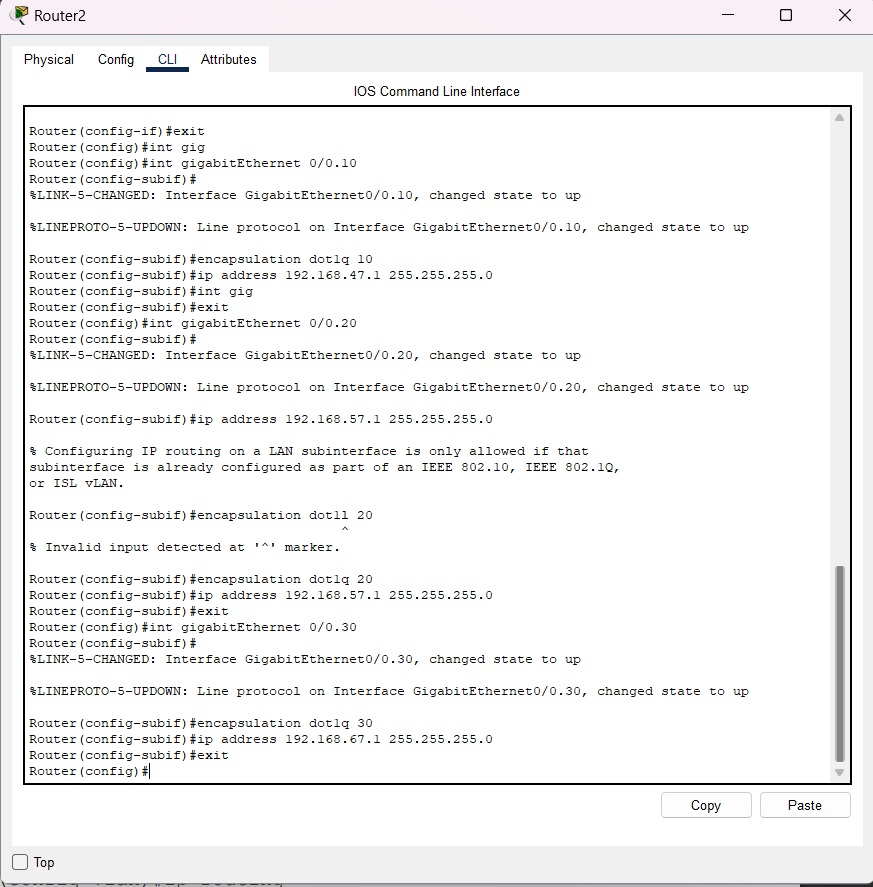 Router2
Physical Config CLI Attributes
IOS Command Line Interface
Router(config-if)#exit
Router(config)#int gig
Router(config)#int gigabitEthernet 0/0.10
Router(config-subif)#
%LINK-5-CHANGED: Interface GigabitEthernet0/0.10, changed state to up
%LINEPROTO-5-UPDOWN: Line protocol on Interface GigabitEthernet0/0.10, changed state to up
Router(config-subif)#encapsulation dot1q 10
Router(config-subif)#ip address 192.168.47.1 255.255.255.0
Router(config-subif)#int gig
Router(config-subif)#exit
Router(config)#int gigabitEthernet 0/0.20
Router(config-subif)#
%LINK-5-CHANGED: Interface GigabitEthernet0/0.20, changed state to up
%LINEPROTO-5-UPDOWN: Line protocol on Interface GigabitEthernet0/0.20, changed state to up
Router(config-subif)#ip address 192.168.57.1 255.255.255.0
% Configuring IP routing on a LAN subinterface is only allowed if that
subinterface is already configured as part of an IEEE 802.10, IEEE 802.1Q,
or ISL vLAN.
Router(config-subif)#encapsulation dot11 20
^
% Invalid input detected at '^' marker.
Router(config-subif)#encapsulation dot1q 20
Router(config-subif)#ip address 192.168.57.1 255.255.255.0
Router(config-subif)#exit
Router(config)#int gigabitEthernet 0/0.30
Router(config-subif)#
%LINK-5-CHANGED: Interface GigabitEthernet0/0.30, changed state to up
%LINEPROTO-5-UPDOWN: Line protocol on Interface GigabitEthernet0/0.30, changed state to up
Router(config-subif)#encapsulation dot1q 30
Router(config-subif)#ip address 192.168.67.1 255.255.255.0
Router(config-subif)#exit
Router(config)#
Copy Paste
Top